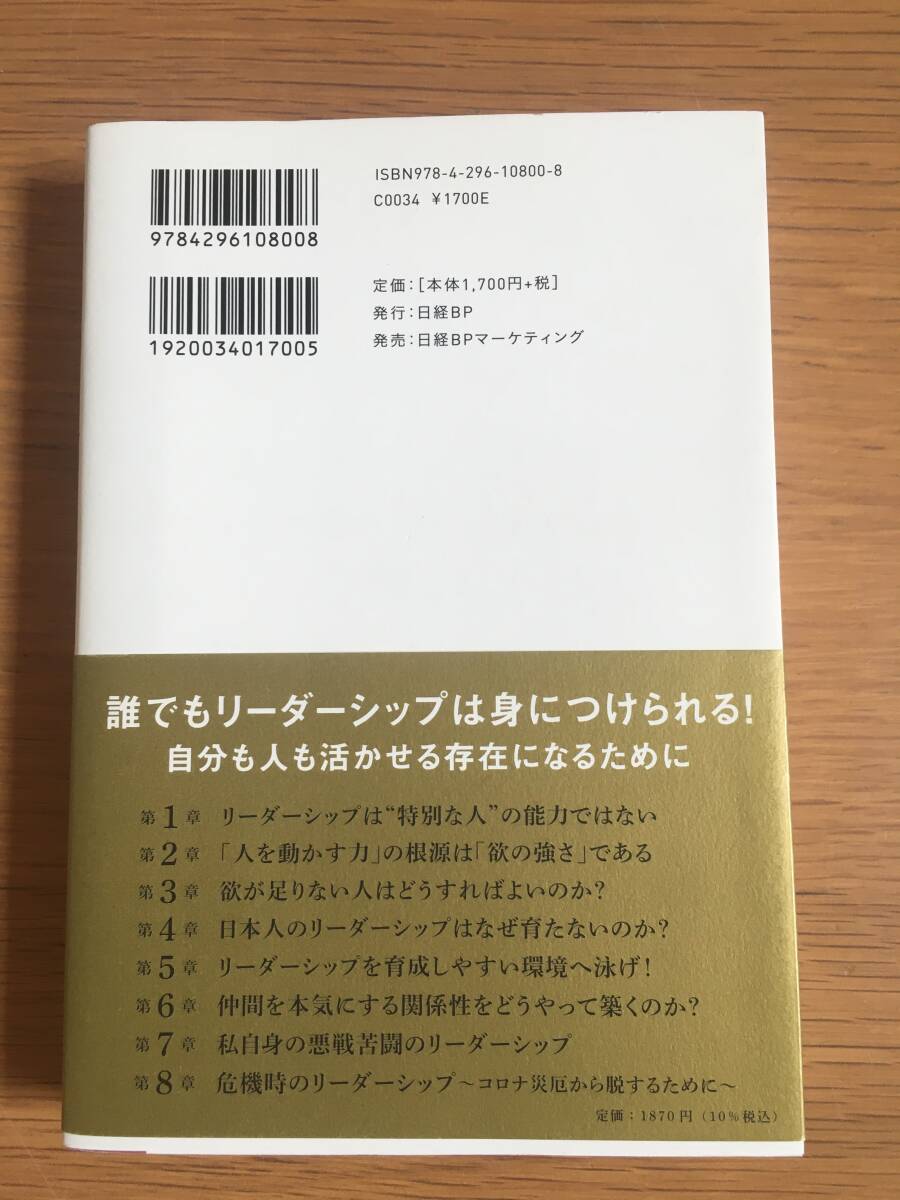 ISBN978-4-296-10800-8
C0034 ¥1700E
9784296108008
1920034017005
定価：[本体1,700円+税]
発行：日経BP
発売：日経BPマーケティング
誰でもリーダーシップは身につけられる！
自分も人も活かせる存在になるために
第1章 リーダーシップは“特別な人”の能力ではない
第2章 「人を動かす力」の根源は「欲の強さ」である
第3章 欲が足りない人はどうすればよいのか？
第4章 日本人のリーダーシップはなぜ育たないのか？
第5章 リーダーシップを育成しやすい環境へ泳げ！
第6章 仲間を本気にする関係性をどうやって築くのか？
第7章 私自身の悪戦苦闘のリーダーシップ
第8章 危機時のリーダーシップ～コロナ災厄から脱するために～
定価：1870円（10%税込）